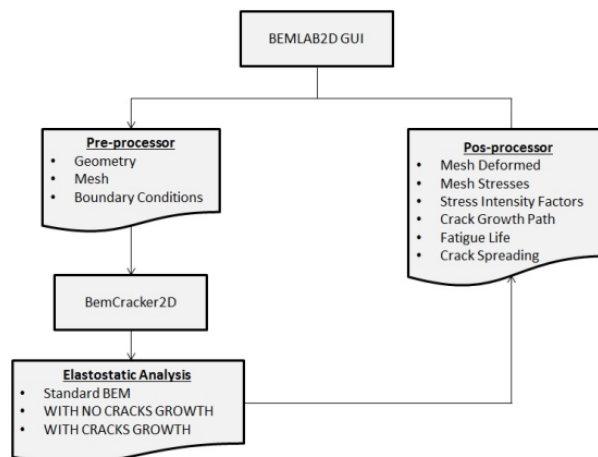 BEMLAB2D GUI
Pre-processor
• Geometry
• Mesh
• Boundary Conditions
Pos-processor
• Mesh Deformed
• Mesh Stresses
• Stress Intensity Factors
• Crack Growth Path
• Fatigue Life
• Crack Spreading
BemCracker2D
Elastostatic Analysis
• Standard BEM
• WITH NO CRACKS GROWTH
• WITH CRACKS GROWTH